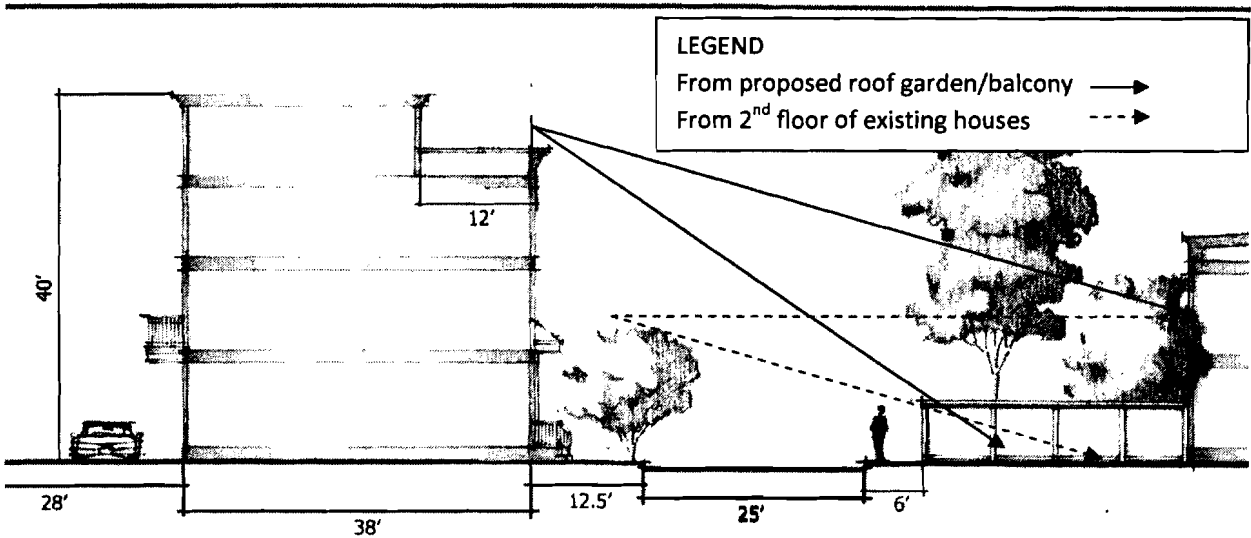 LEGEND
From proposed roof garden/balcony
From 2nd floor of existing houses
12'
40'
28'
38'
12.5'
25'
6'